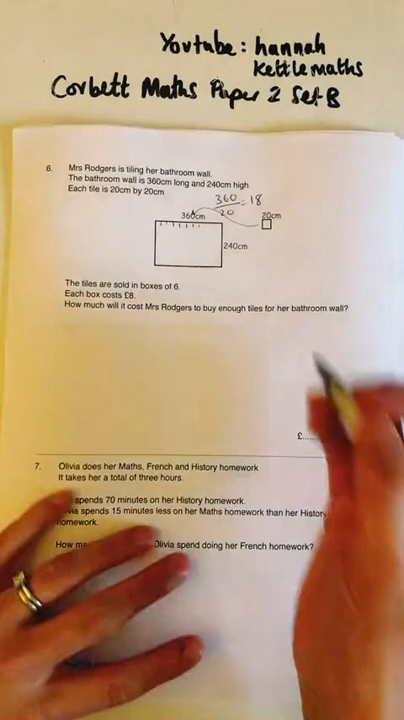 Youtube: hannah
kettlemaths
Corbett Maths Paper 2 Set B
6. Mrs Rodgers is tiling her bathroom wall.
The bathroom wall is 360cm long and 240cm high.
Each tile is 20cm by 20cm
360
20
=18
360cm
20cm
240cm
The tiles are sold in boxes of 6.
Each box costs £8.
How much will it cost Mrs Rodgers to buy enough tiles for her bathroom wall?
£.....
7. Olivia does her Maths, French and History homework
It takes her a total of three hours.
spends 70 minutes on her History homework.
spends 15 minutes less on her Maths homework than her
How Olivia spend doing her French homework?